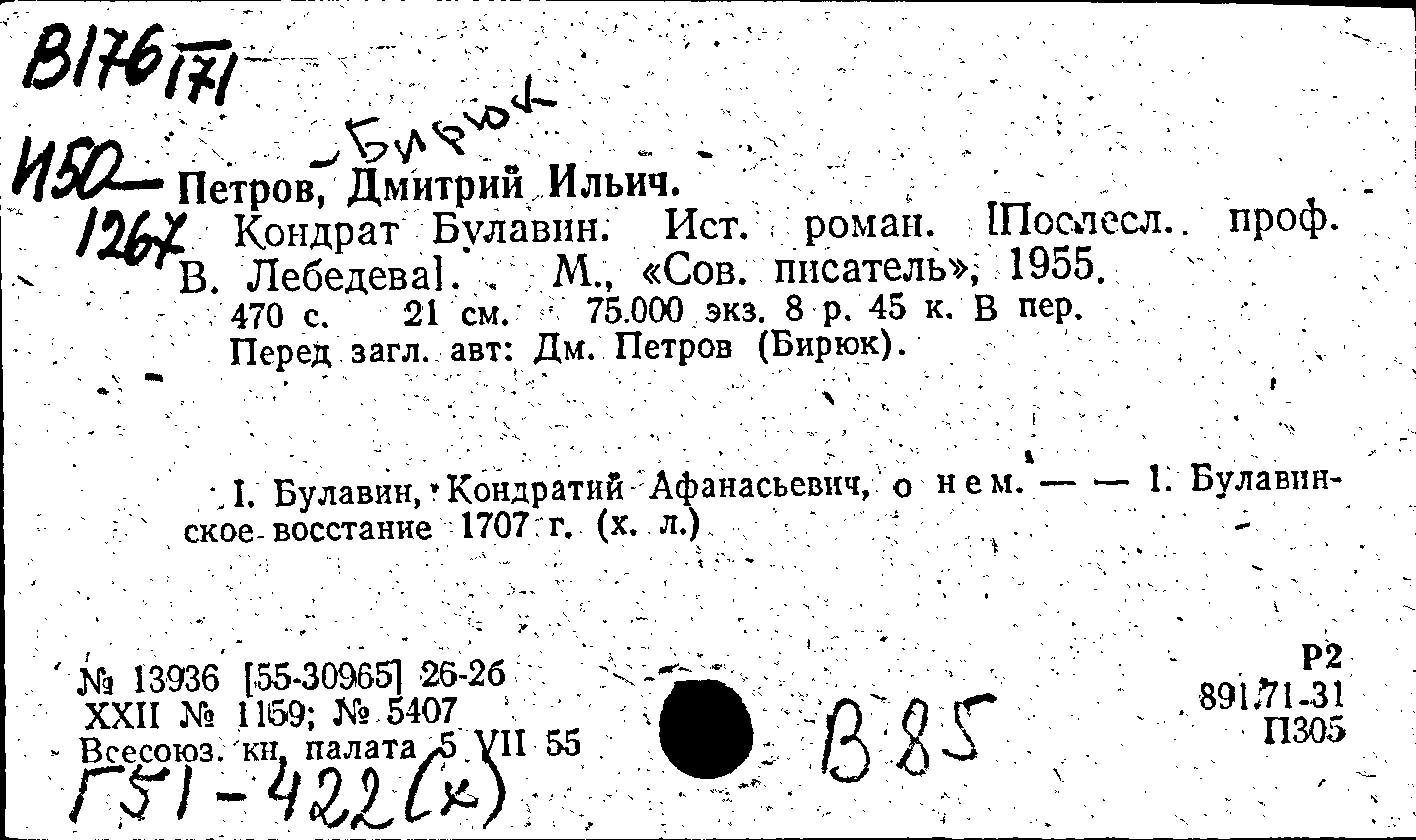 В176 171
-Бирюк
И50-
Петров, Дмитрий Ильич.
1267
Кондрат Булавин. Ист. роман. [Послесл. проф.
В. Лебедева]. М., «Сов. писатель», 1955.
470 с. 21 см. 75.000 экз. 8 р. 45 к. В пер.
Перед загл. авт: Дм. Петров (Бирюк).
I. Булавин, Кондратий Афанасьевич, о нем. — — 1. Булавин-
ское восстание 1707 г. (х. л.)
Р2
№ 13936 [55-30965] 26-2б
891.71-31
XXII № 1159; № 5407
П305
Всесоюз. кн. палата 5 VII 55
В 85
Г51-422(х)